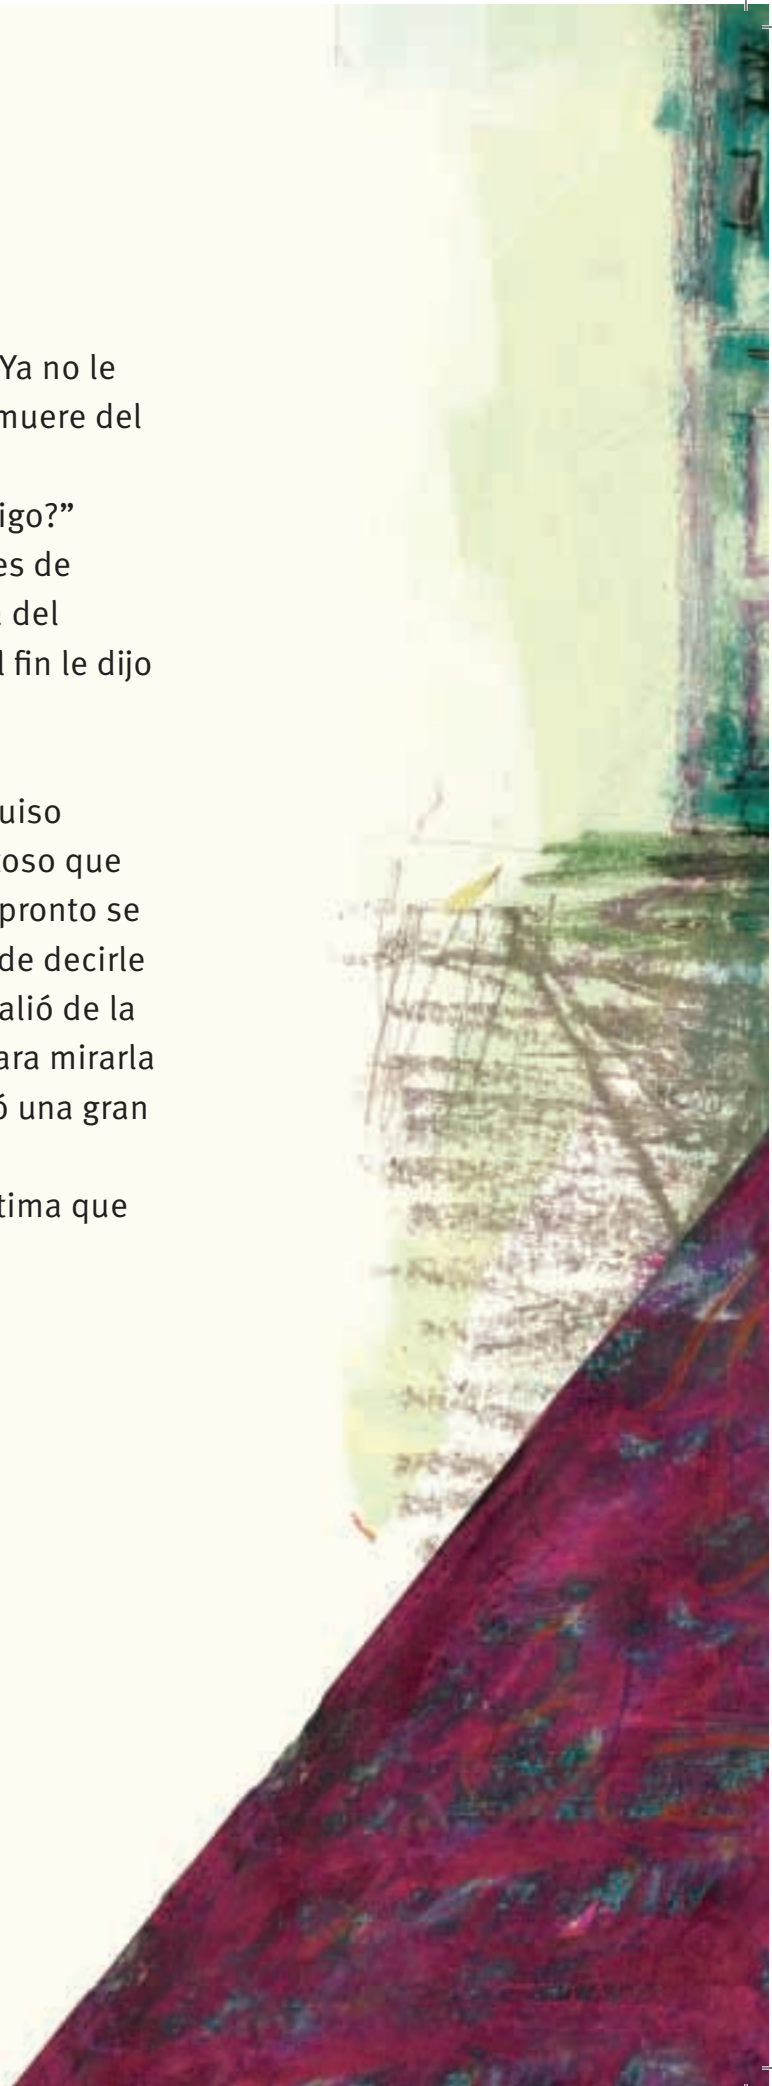 Ya no le
muere del
igo?”
es de
del
l fin le dijo
uiso
toso que
pronto se
de decirle
alió de la
ara mirarla
ó una gran
tima que